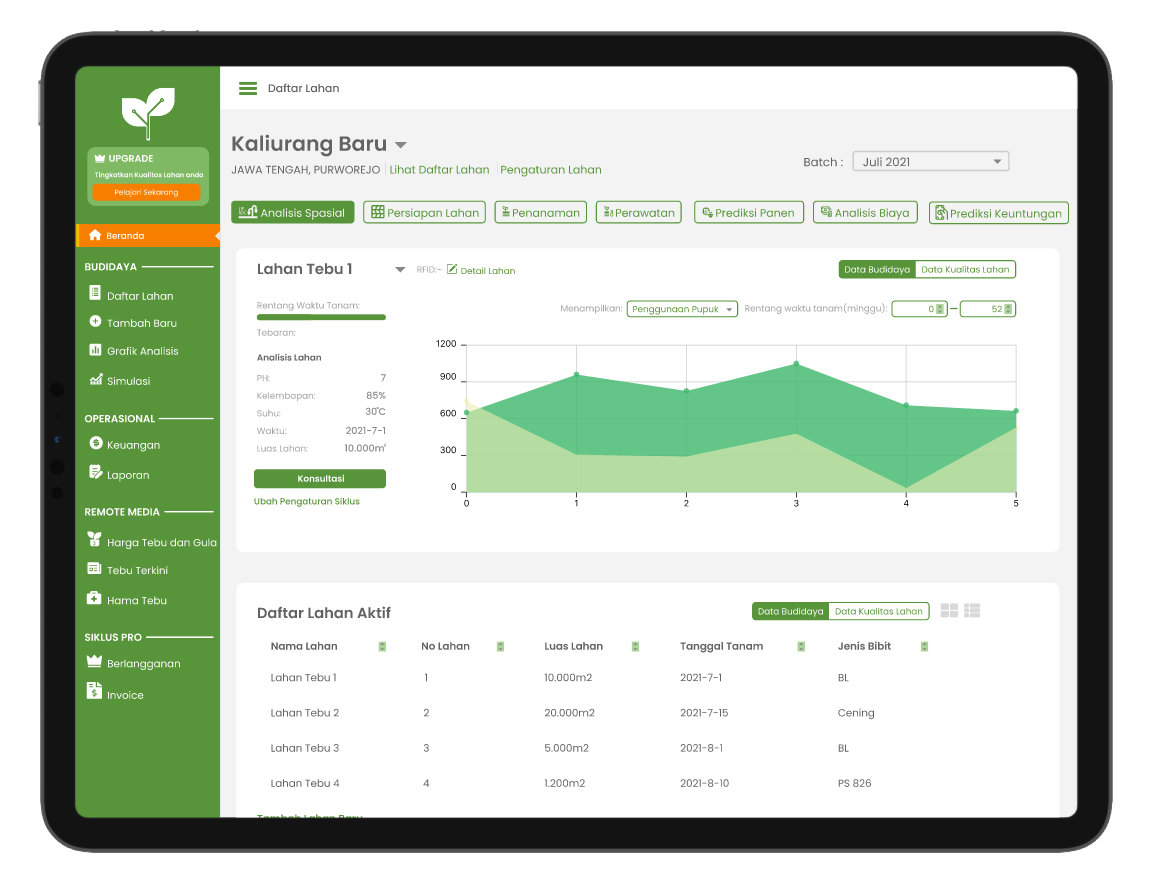 Daftar Lahan
UPGRADE
Tingkatkan Kualitas Lahan anda
Pelajari Sekarang
Beranda
BUDIDAYA
Daftar Lahan
Tambah Baru
Grafik Analisis
Simulasi
OPERASIONAL
Keuangan
Laporan
REMOTE MEDIA
Harga Tebu dan Gula
Tebu Terkini
Hama Tebu
SIKLUS PRO
Berlangganan
Invoice
Kaliurang Baru
JAWA TENGAH, PURWOREJO Lihat Daftar Lahan Pengaturan Lahan
Batch : Juli 2021
Analisis Spasial Persiapan Lahan Penanaman Perawatan Prediksi Panen Analisis Biaya Prediksi Keuntungan
Lahan Tebu 1 RFID:- Detail Lahan Data Budidaya Data Kualitas Lahan
Rentang Waktu Tanam:
Tebaran:
Analisis Lahan
PH: 7
Kelembapan: 85%
Suhu: 30°C
Waktu: 2021-7-1
Luas Lahan: 10.000m²
Konsultasi
Ubah Pengaturan Siklus
Menampilkan: Penggunaan Pupuk Rentang waktu tanam(minggu): 0 – 52
1200
900
600
300
0
0 1 2 3 4 5
Daftar Lahan Aktif Data Budidaya Data Kualitas Lahan
Nama Lahan No Lahan Luas Lahan Tanggal Tanam Jenis Bibit
Lahan Tebu 1 1 10.000m2 2021-7-1 BL
Lahan Tebu 2 2 20.000m2 2021-7-15 Cening
Lahan Tebu 3 3 5.000m2 2021-8-1 BL
Lahan Tebu 4 4 1.200m2 2021-8-10 PS 826
Tambah Lahan Baru